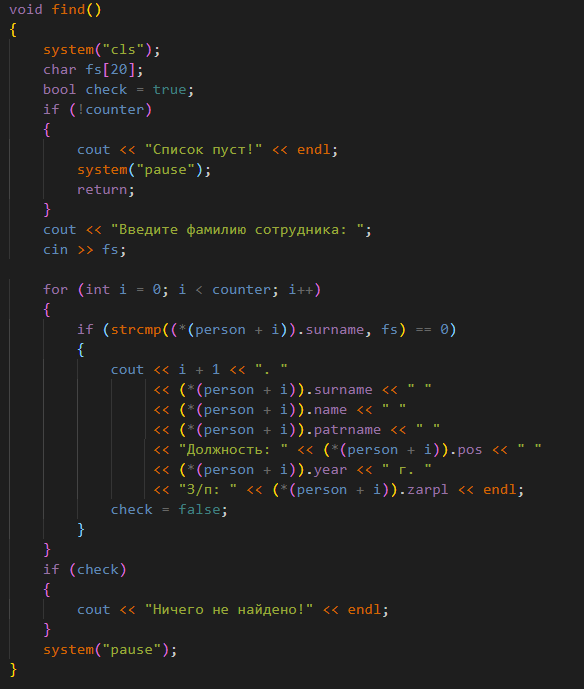 void find()
{
    system("cls");
    char fs[20];
    bool check = true;
    if (!counter)
    {
        cout << "Список пуст!" << endl;
        system("pause");
        return;
    }
    cout << "Введите фамилию сотрудника: ";
    cin >> fs;

    for (int i = 0; i < counter; i++)
    {
        if (strcmp((*(person + i)).surname, fs) == 0)
        {
            cout << i + 1 << ". "
                 << (*(person + i)).surname << " "
                 << (*(person + i)).name << " "
                 << (*(person + i)).patrname << " "
                 << "Должность: " << (*(person + i)).pos << " "
                 << (*(person + i)).year << " г. "
                 << "З/п: " << (*(person + i)).zarpl << endl;
            check = false;
        }
    }
    if (check)
    {
        cout << "Ничего не найдено!" << endl;
    }
    system("pause");
}